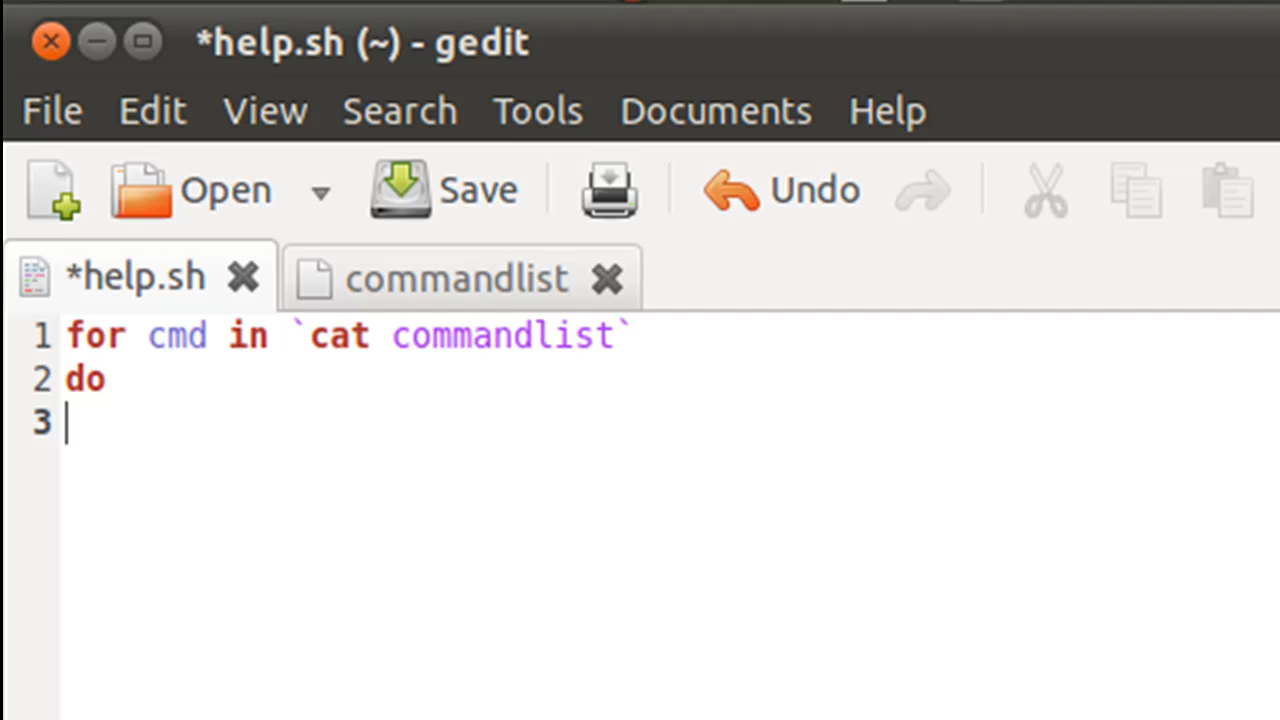 *help.sh (~) - gedit
File Edit View Search Tools Documents Help
Open Save Undo
*help.sh commandlist
1 for cmd in `cat commandlist`
2 do
3